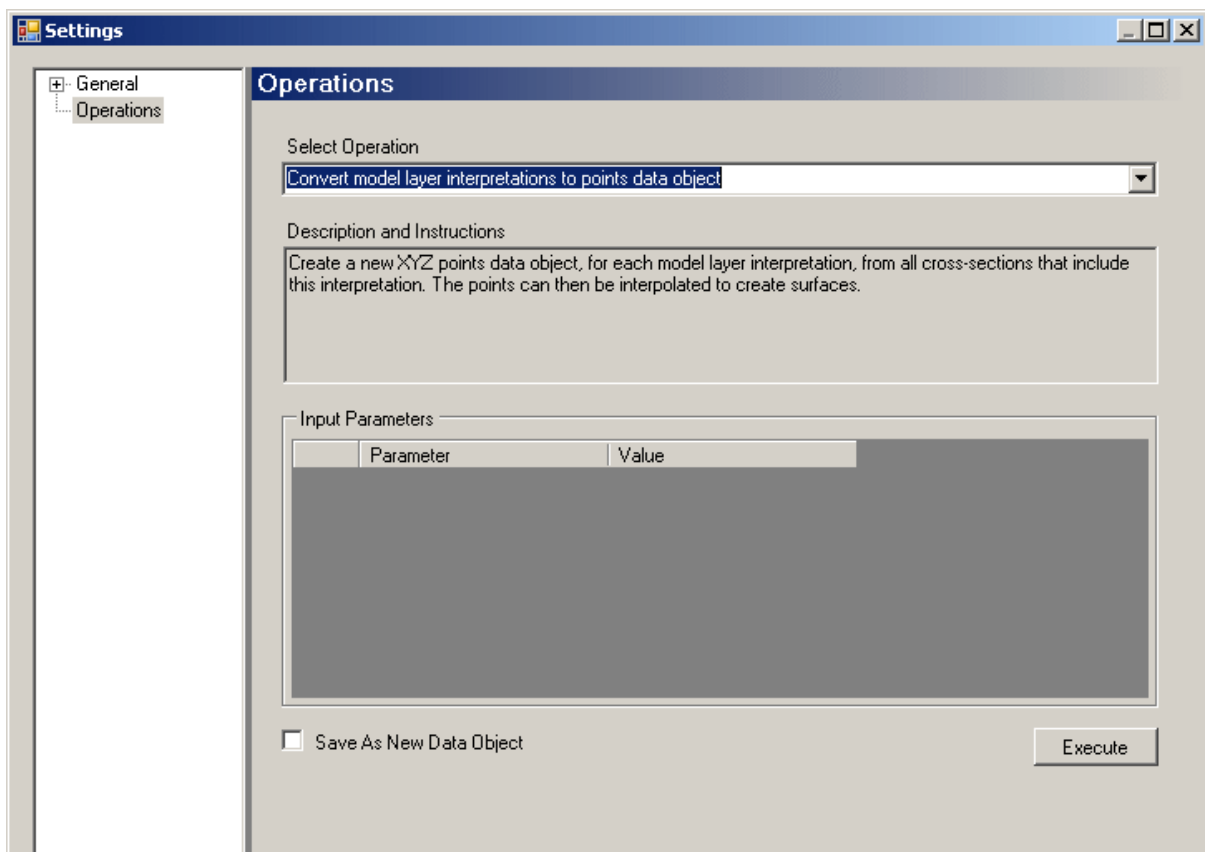 Settings
General
Operations
Operations
Select Operation
Convert model layer interpretations to points data object
Description and Instructions
Create a new XYZ points data object, for each model layer interpretation, from all cross-sections that include
this interpretation. The points can then be interpolated to create surfaces.
Input Parameters
Parameter Value
Save As New Data Object
Execute